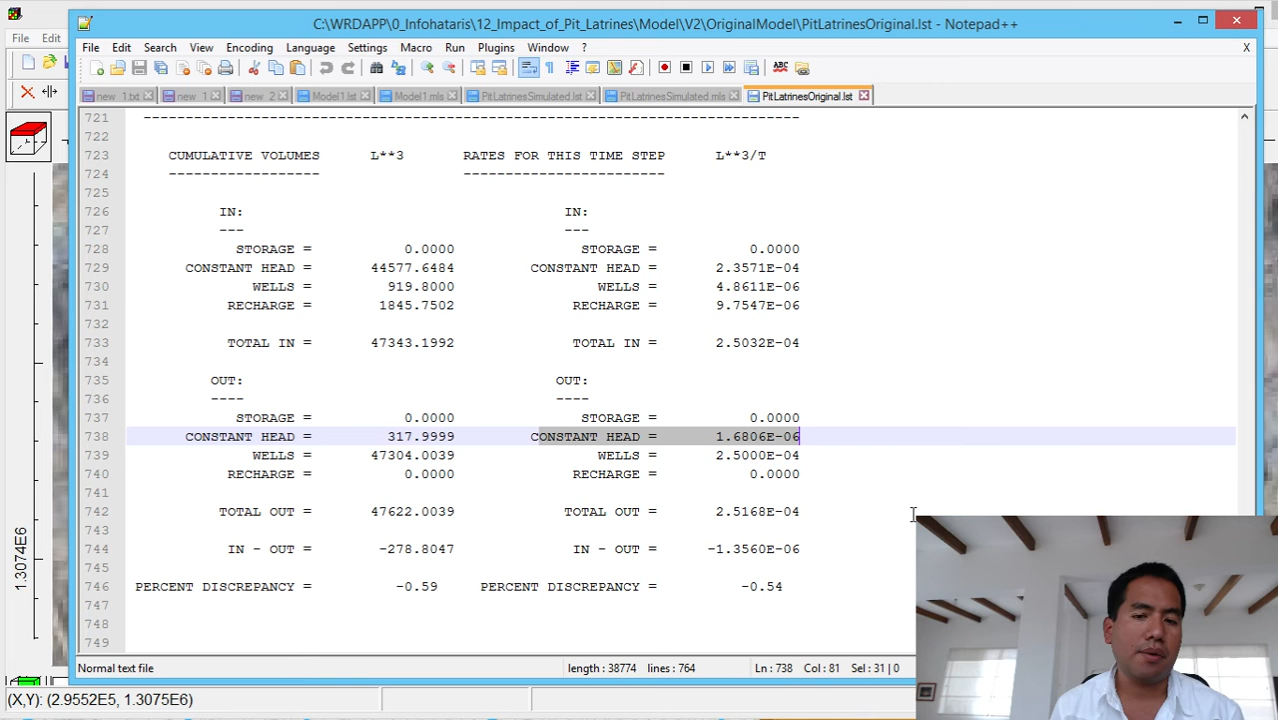 C:\WRDAPP\0_Infohataris\12_Impact_of_Pit_Latrines\Model\V2\OriginalModel\PitLatrinesOriginal.lst - Notepad++
File Edit
File Edit Search View Encoding Language Settings Macro Run Plugins Window ? X
new 1.txt new 1 new 2 Model1.lst Model1.mls PitLatrinesSimulated.lst PitLatrinesSimulated.mls PitLatrinesOriginal.lst
721 -------------------------------------------------------------------------------
722
723 CUMULATIVE VOLUMES L**3 RATES FOR THIS TIME STEP L**3/T
724 ------------------ ------------------------
725
726 IN: IN:
727 --- ---
728 STORAGE = 0.0000 STORAGE = 0.0000
729 CONSTANT HEAD = 44577.6484 CONSTANT HEAD = 2.3571E-04
730 WELLS = 919.8000 WELLS = 4.8611E-06
731 RECHARGE = 1845.7502 RECHARGE = 9.7547E-06
732
733 TOTAL IN = 47343.1992 TOTAL IN = 2.5032E-04
734
735 OUT: OUT:
736 ---- ----
737 STORAGE = 0.0000 STORAGE = 0.0000
738 CONSTANT HEAD = 317.9999 CONSTANT HEAD = 1.6806E-06
739 WELLS = 47304.0039 WELLS = 2.5000E-04
740 RECHARGE = 0.0000 RECHARGE = 0.0000
741
742 TOTAL OUT = 47622.0039 TOTAL OUT = 2.5168E-04
743
744 IN - OUT = -278.8047 IN - OUT = -1.3560E-06
745
746 PERCENT DISCREPANCY = -0.59 PERCENT DISCREPANCY = -0.54
747
748
749
1.3074E6
Normal text file length : 38774 lines : 764 Ln : 738 Col : 81 Sel : 31 | 0
(X,Y): (2.9552E5, 1.3075E6)